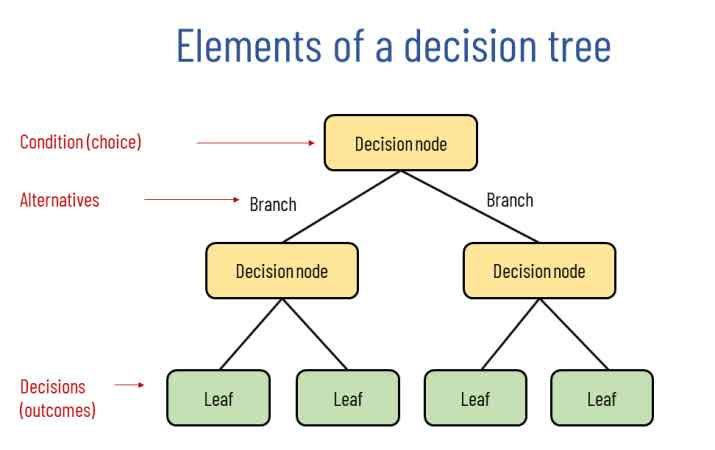 Elements of a decision tree
Condition (choice)
Decision node
Alternatives
Branch
Branch
Decision node
Decision node
Decisions
(outcomes)
Leaf
Leaf
Leaf
Leaf